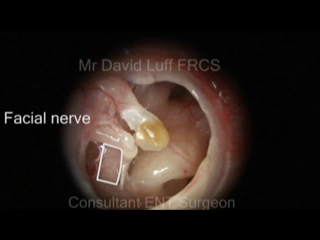 Mr David Luff FRCS
Facial nerve
Consultant ENT Surgeon